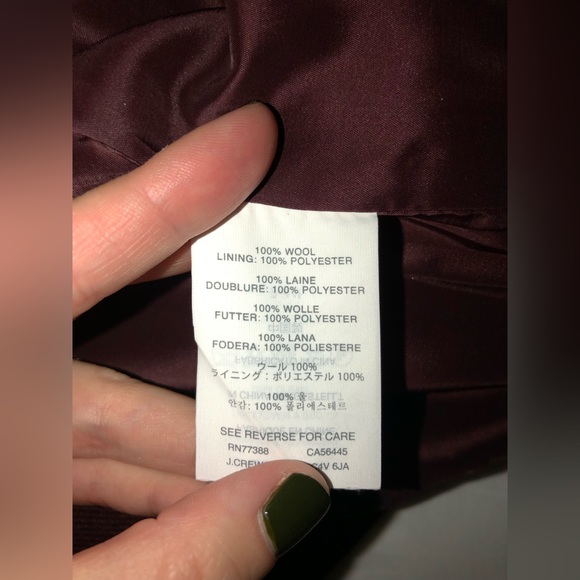 100% WOOL
LINING: 100% POLYESTER
100% LAINE
DOUBLURE: 100% POLYESTER
100% WOLLE
FUTTER: 100% POLYESTER
100% LANA
FODERA: 100% POLIESTERE
ウール 100%
ライニング : ポリエステル 100%
100% 울
안감: 100% 폴리에스테르
SEE REVERSE FOR CARE
RN77388 CA56445
J.CREW 6JA